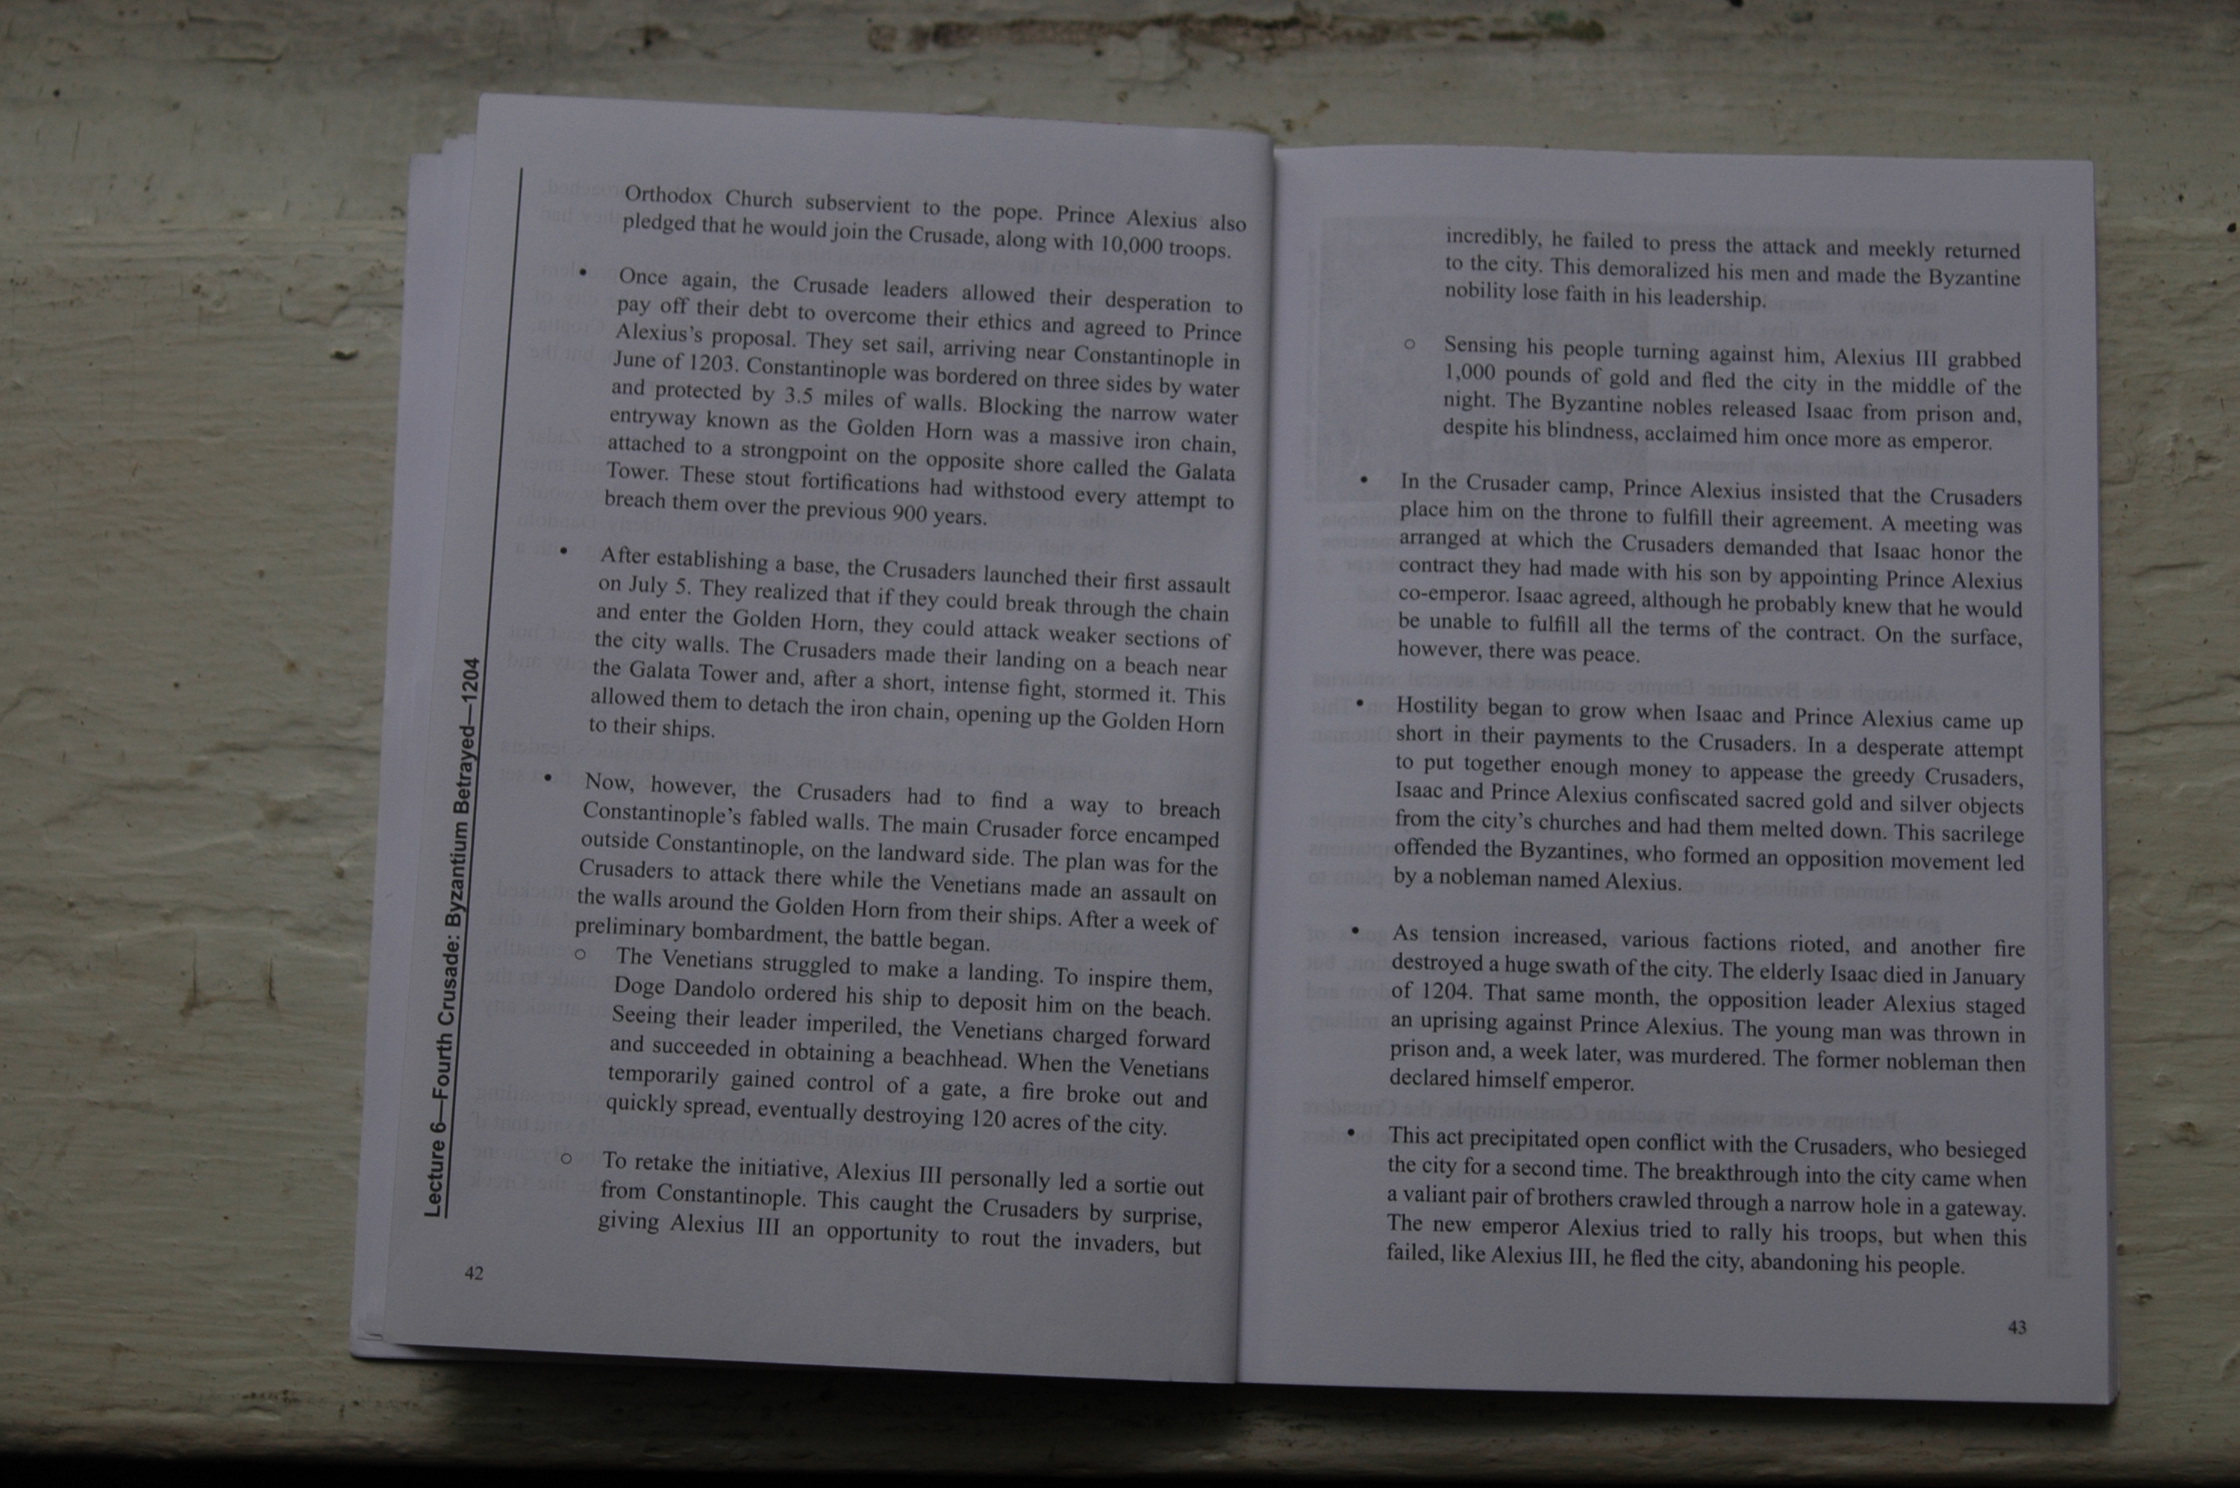 Orthodox Church subservient to the pope. Prince Alexius also
pledged that he would join the Crusade, along with 10,000 troops.
• Once again, the Crusade leaders allowed their desperation to
pay off their debt to overcome their ethics and agreed to Prince
Alexius's proposal. They set sail, arriving near Constantinople in
June of 1203. Constantinople was bordered on three sides by water
and protected by 3.5 miles of walls. Blocking the narrow water
entryway known as the Golden Horn was a massive iron chain,
attached to a strongpoint on the opposite shore called the Galata
Tower. These stout fortifications had withstood every attempt to
breach them over the previous 900 years.
• After establishing a base, the Crusaders launched their first assault
on July 5. They realized that if they could break through the chain
and enter the Golden Horn, they could attack weaker sections of
the city walls. The Crusaders made their landing on a beach near
the Galata Tower and, after a short, intense fight, stormed it. This
allowed them to detach the iron chain, opening up the Golden Horn
to their ships.
• Now, however, the Crusaders had to find a way to breach
Constantinople's fabled walls. The main Crusader force encamped
outside Constantinople, on the landward side. The plan was for the
Crusaders to attack there while the Venetians made an assault on
the walls around the Golden Horn from their ships. After a week of
preliminary bombardment, the battle began.
○ The Venetians struggled to make a landing. To inspire them,
Doge Dandolo ordered his ship to deposit him on the beach.
Seeing their leader imperiled, the Venetians charged forward
and succeeded in obtaining a beachhead. When the Venetians
temporarily gained control of a gate, a fire broke out and
quickly spread, eventually destroying 120 acres of the city.
○ To retake the initiative, Alexius III personally led a sortie out
from Constantinople. This caught the Crusaders by surprise,
giving Alexius III an opportunity to rout the invaders, but
Lecture 6—Fourth Crusade: Byzantium Betrayed—1204
42
incredibly, he failed to press the attack and meekly returned
to the city. This demoralized his men and made the Byzantine
nobility lose faith in his leadership.
○ Sensing his people turning against him, Alexius III grabbed
1,000 pounds of gold and fled the city in the middle of the
night. The Byzantine nobles released Isaac from prison and,
despite his blindness, acclaimed him once more as emperor.
• In the Crusader camp, Prince Alexius insisted that the Crusaders
place him on the throne to fulfill their agreement. A meeting was
arranged at which the Crusaders demanded that Isaac honor the
contract they had made with his son by appointing Prince Alexius
co-emperor. Isaac agreed, although he probably knew that he would
be unable to fulfill all the terms of the contract. On the surface,
however, there was peace.
• Hostility began to grow when Isaac and Prince Alexius came up
short in their payments to the Crusaders. In a desperate attempt
to put together enough money to appease the greedy Crusaders,
Isaac and Prince Alexius confiscated sacred gold and silver objects
from the city's churches and had them melted down. This sacrilege
offended the Byzantines, who formed an opposition movement led
by a nobleman named Alexius.
• As tension increased, various factions rioted, and another fire
destroyed a huge swath of the city. The elderly Isaac died in January
of 1204. That same month, the opposition leader Alexius staged
an uprising against Prince Alexius. The young man was thrown in
prison and, a week later, was murdered. The former nobleman then
declared himself emperor.
• This act precipitated open conflict with the Crusaders, who besieged
the city for a second time. The breakthrough into the city came when
a valiant pair of brothers crawled through a narrow hole in a gateway.
The new emperor Alexius tried to rally his troops, but when this
failed, like Alexius III, he fled the city, abandoning his people.
43